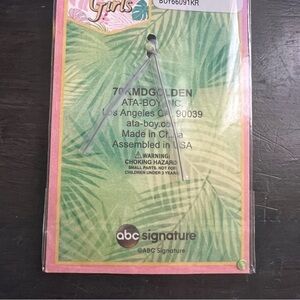 Girls
70KMDGOLDEN
ATA-BOY, INC.
Los Angeles CA, 90039
ata-boy.com
Made in China
Assembled in USA
⚠WARNING:
CHOKING HAZARD
SMALL PARTS. NOT FOR
CHILDREN UNDER 3 YEARS
abc signature
©ABC Signature